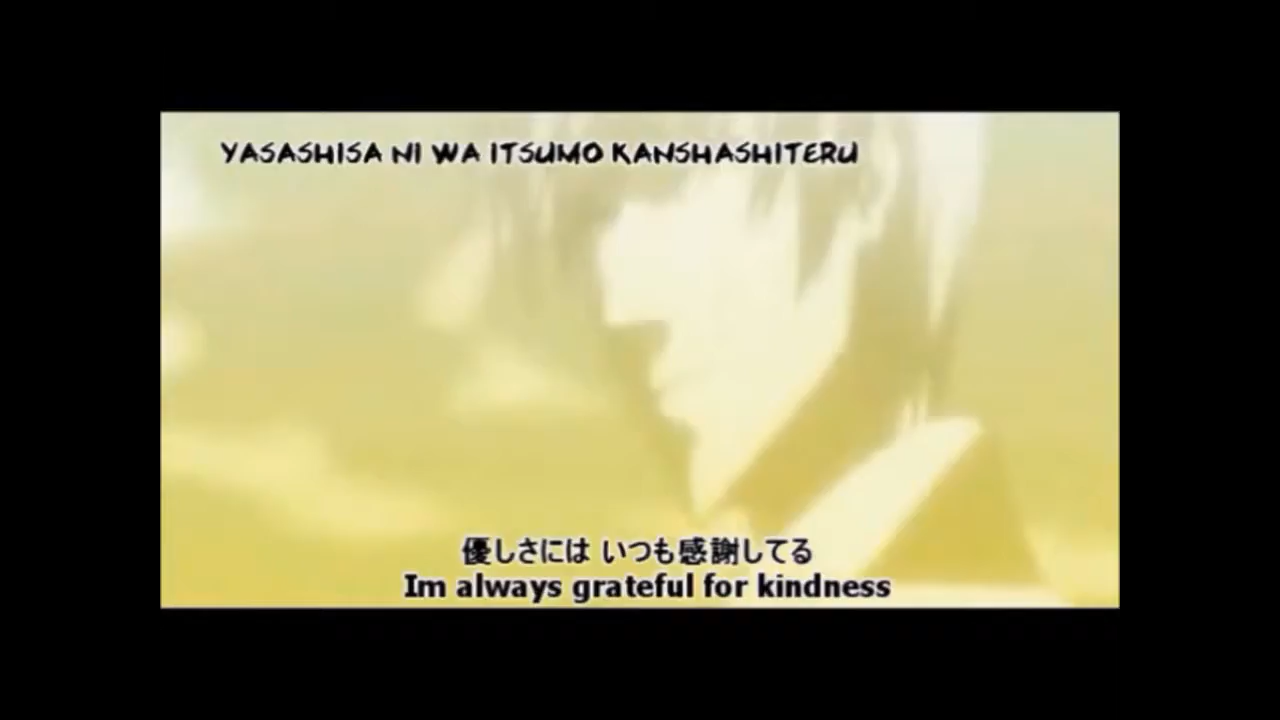 YASASHISA NI WA ITSUMO KANSHASHITERU
優しさには いつも感謝してる
Im always grateful for kindness